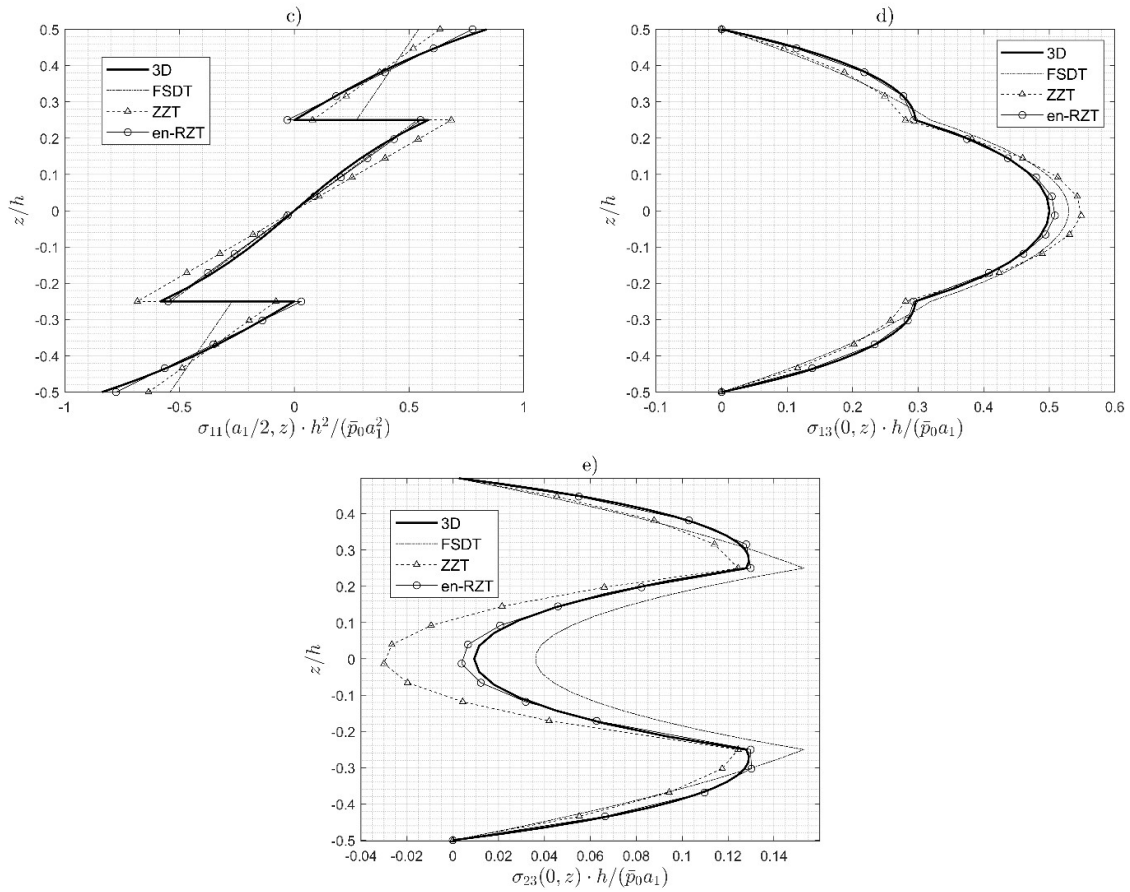 c)
0.5
0.4
0.3
0.2
0.1
0
-0.1
-0.2
-0.3
-0.4
-0.5
z/h
3D
FSDT
ZZT
en-RZT
-1
-0.5
0
0.5
1
σ₁₁(a₁/2, z) · h²/(p̄₀a₁²)
d)
0.5
0.4
0.3
0.2
0.1
0
-0.1
-0.2
-0.3
-0.4
-0.5
z/h
3D
FSDT
ZZT
en-RZT
-0.1
0
0.1
0.2
0.3
0.4
0.5
0.6
σ₁₃(0, z) · h/(p̄₀a₁)
e)
0.4
0.3
0.2
0.1
0
-0.1
-0.2
-0.3
-0.4
-0.5
z/h
3D
FSDT
ZZT
en-RZT
-0.04
-0.02
0
0.02
0.04
0.06
0.08
0.1
0.12
0.14
σ₂₃(0, z) · h/(p̄₀a₁)